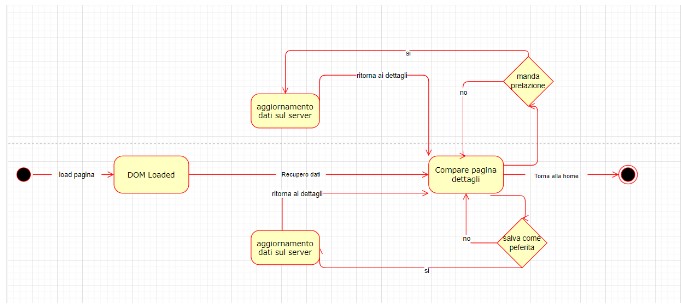 si
manda
prelazione
ritorna ai dettagli
no
aggiornamento
dati sul server
load pagina
DOM Loaded
Recupero dati
Compare pagina
dettagli
Torna alla home
ritorna ai dettagli
aggiornamento
dati sul server
no
salva come
peferita
si